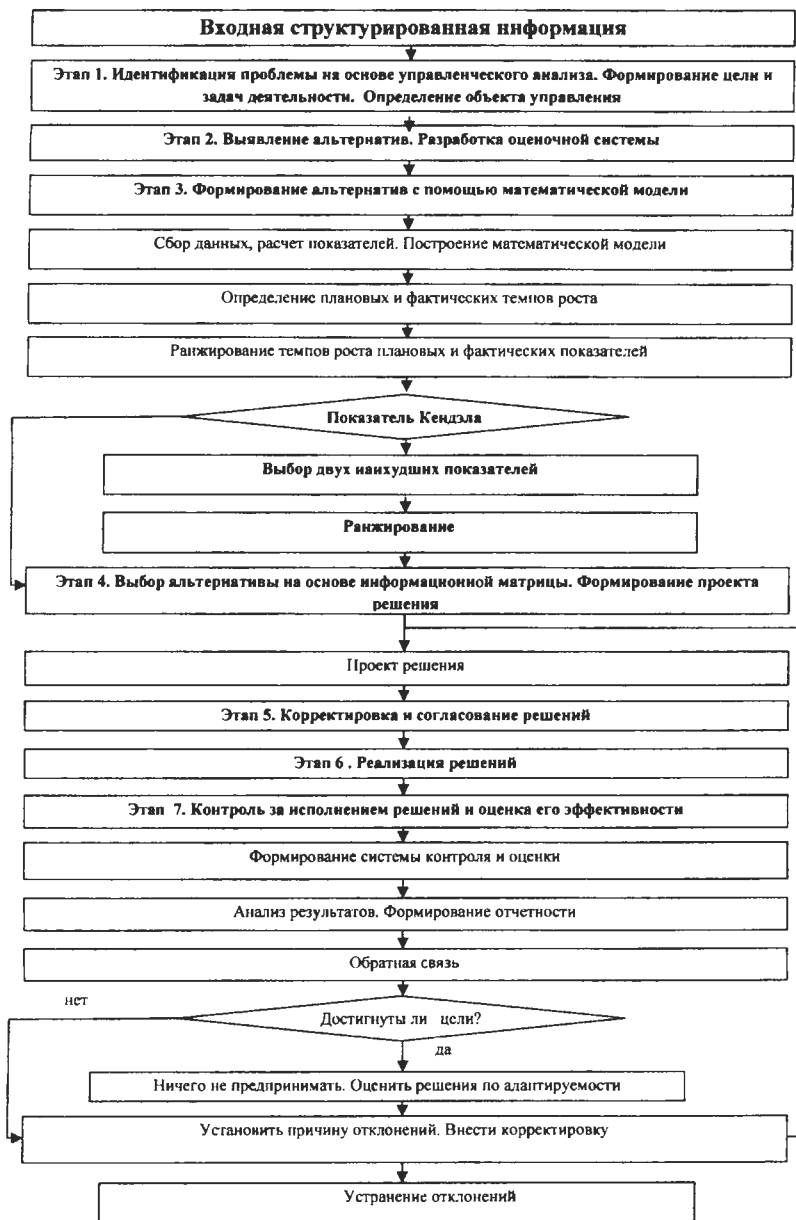 Входная структурированная информация
Этап 1. Идентификация проблемы на основе управленческого анализа. Формирование цели и
задач деятельности. Определение объекта управления
Этап 2. Выявление альтернатив. Разработка оценочной системы
Этап 3. Формирование альтернатив с помощью математической модели
Сбор данных, расчет показателей. Построение математической модели
Определение плановых и фактических темпов роста
Ранжирование темпов роста плановых и фактических показателей
Показатель Кендэла
Выбор двух наихудших показателей
Ранжирование
Этап 4. Выбор альтернативы на основе информационной матрицы. Формирование проекта
решения
Проект решения
Этап 5. Корректировка и согласование решений
Этап 6 . Реализация решений
Этап 7. Контроль за исполнением решений и оценка его эффективности
Формирование системы контроля и оценки
Анализ результатов. Формирование отчетности
Обратная связь
нет
Достигнуты ли цели?
да
Ничего не предпринимать. Оценить решения по адаптируемости
Установить причину отклонений. Внести корректировку
Устранение отклонений